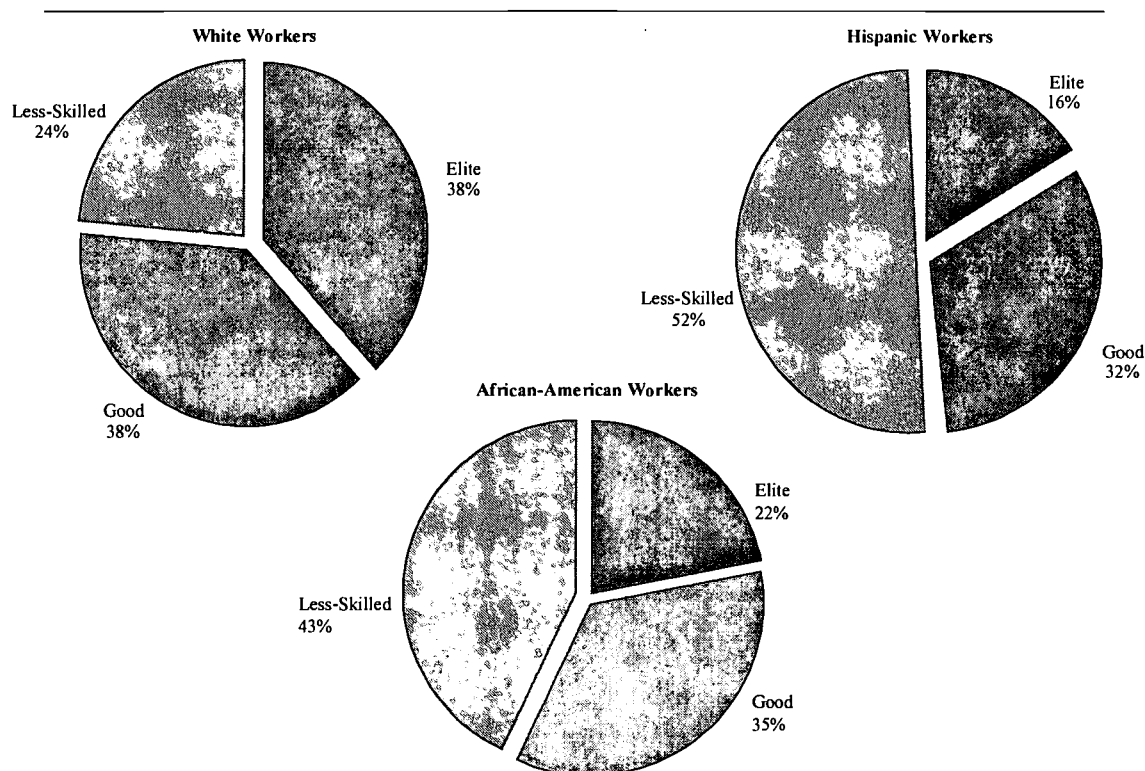 White Workers
Less-Skilled
24%
Elite
38%
Good
38%
Hispanic Workers
Elite
16%
Less-Skilled
52%
Good
32%
African-American Workers
Elite
22%
Less-Skilled
43%
Good
35%